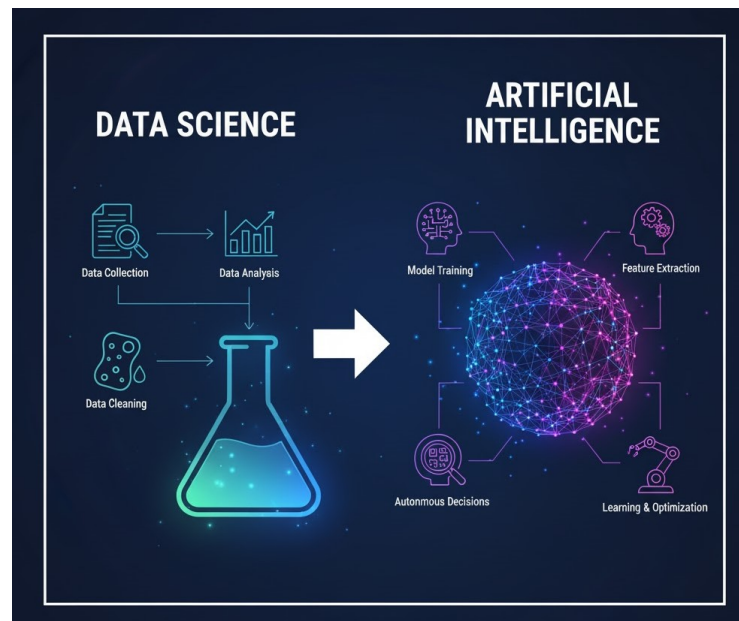 DATA SCIENCE
ARTIFICIAL
INTELLIGENCE
Data Collection
Data Analysis
Data Cleaning
Model Training
Feature Extraction
Autonmous Decisions
Learning & Optimization